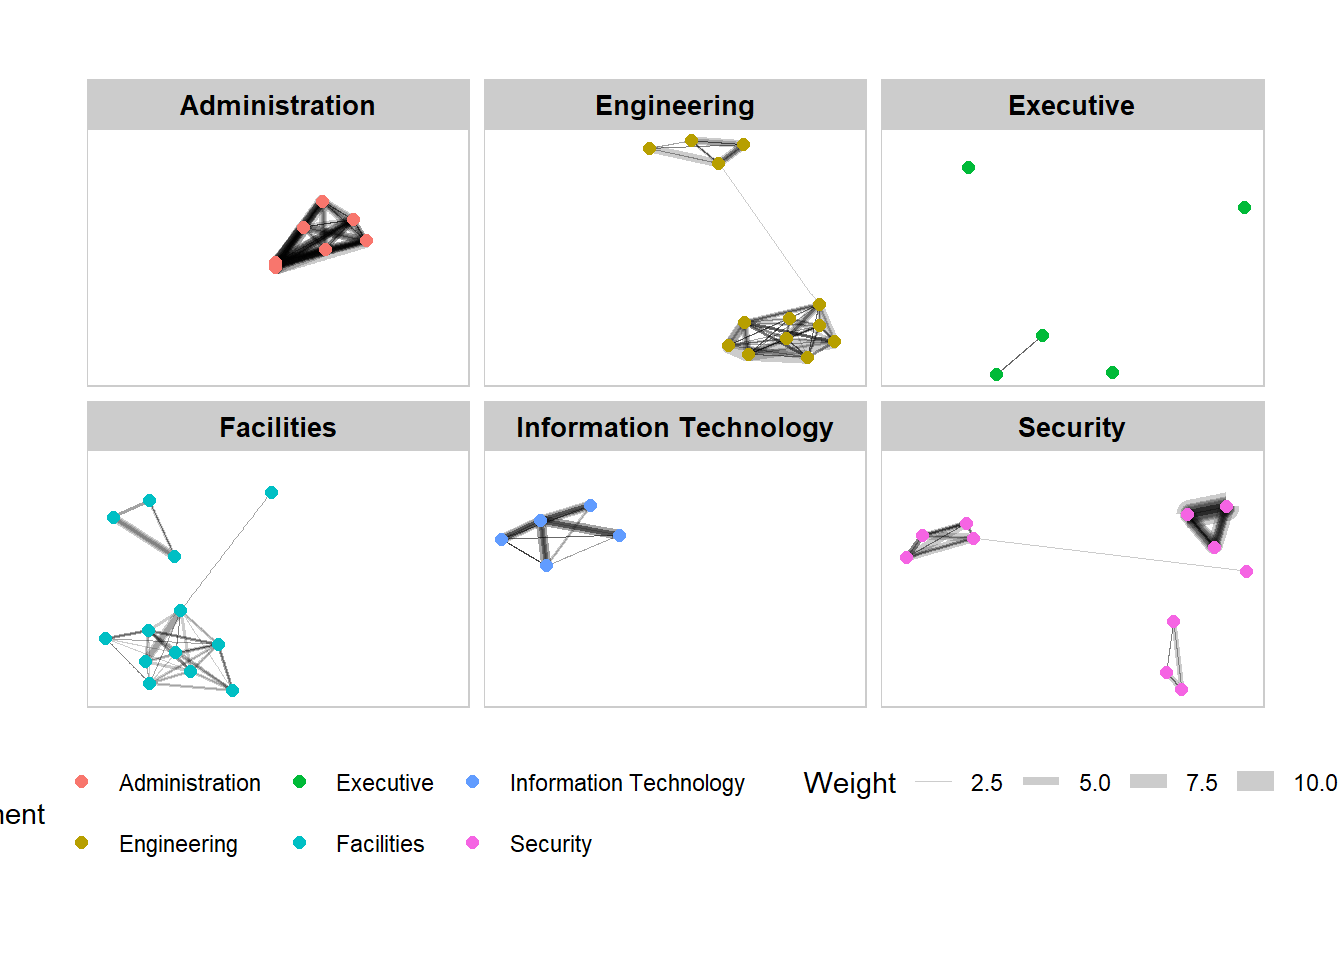 Administration Engineering Executive
Facilities Information Technology Security
Administration Executive Information Technology Weight 2.5 5.0 7.5 10.0
Engineering Facilities Security